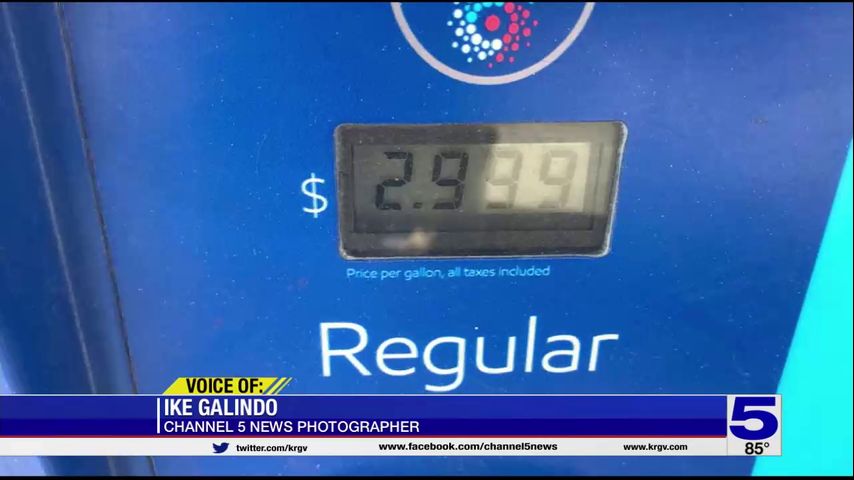 $ 2.999
Price per gallon, all taxes included
Regular
VOICE OF:
IKE GALINDO
CHANNEL 5 NEWS PHOTOGRAPHER
twitter.com/krgv www.facebook.com/channel5news www.krgv.com
5
85°